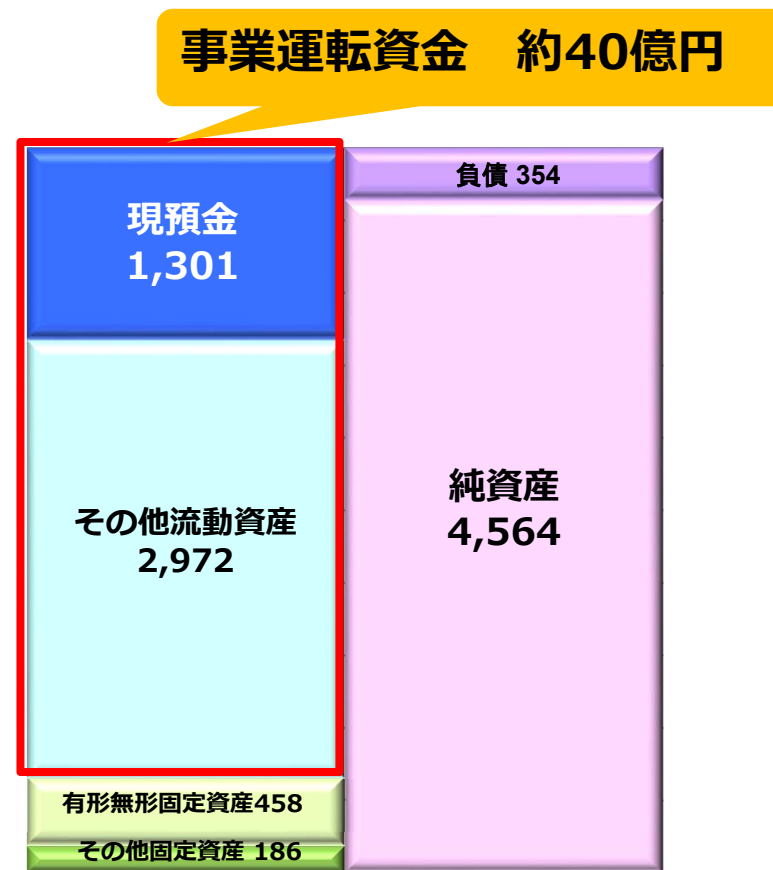 事業運転資金　約40億円
現預金
1,301
その他流動資産
2,972
有形無形固定資産458
その他固定資産 186
負債 354
純資産
4,564